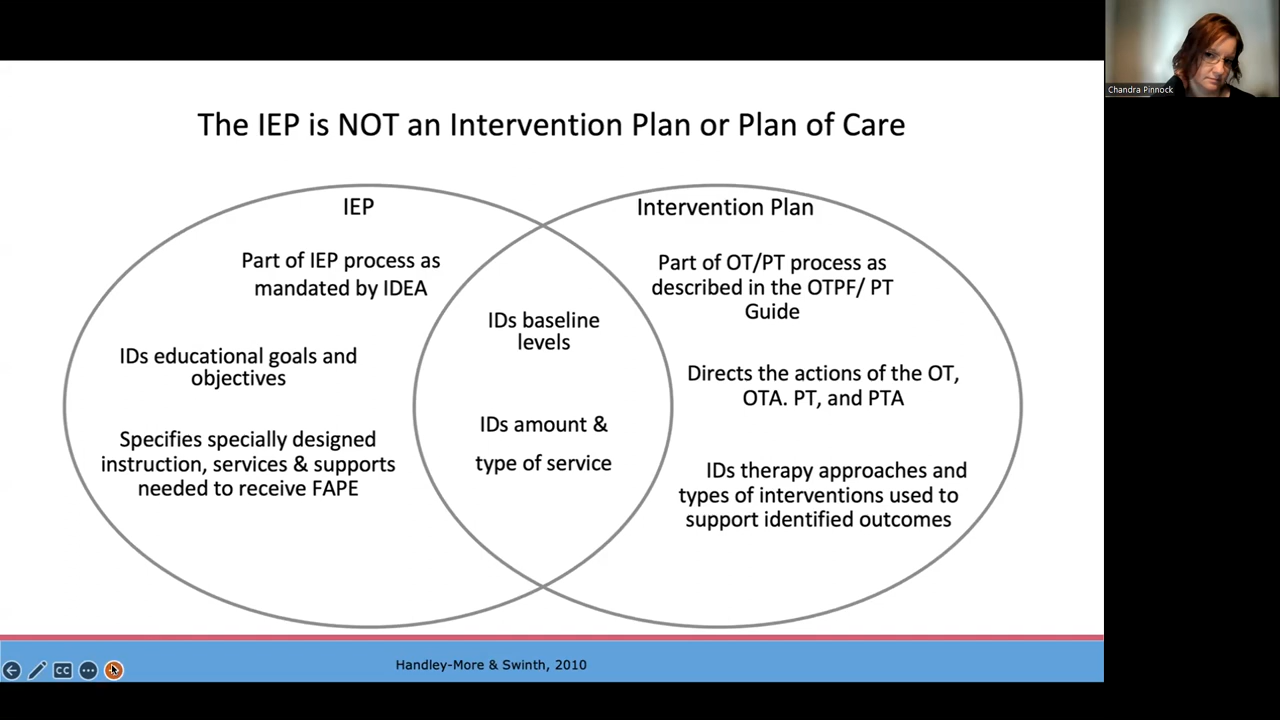 Chandra Pinnock
The IEP is NOT an Intervention Plan or Plan of Care
IEP
Part of IEP process as
mandated by IDEA
IDs educational goals and
objectives
Specifies specially designed
instruction, services & supports
needed to receive FAPE
IDs baseline
levels
IDs amount &
type of service
Intervention Plan
Part of OT/PT process as
described in the OTPF/ PT
Guide
Directs the actions of the OT,
OTA. PT, and PTA
IDs therapy approaches and
types of interventions used to
support identified outcomes
CC
Handley-More & Swinth, 2010